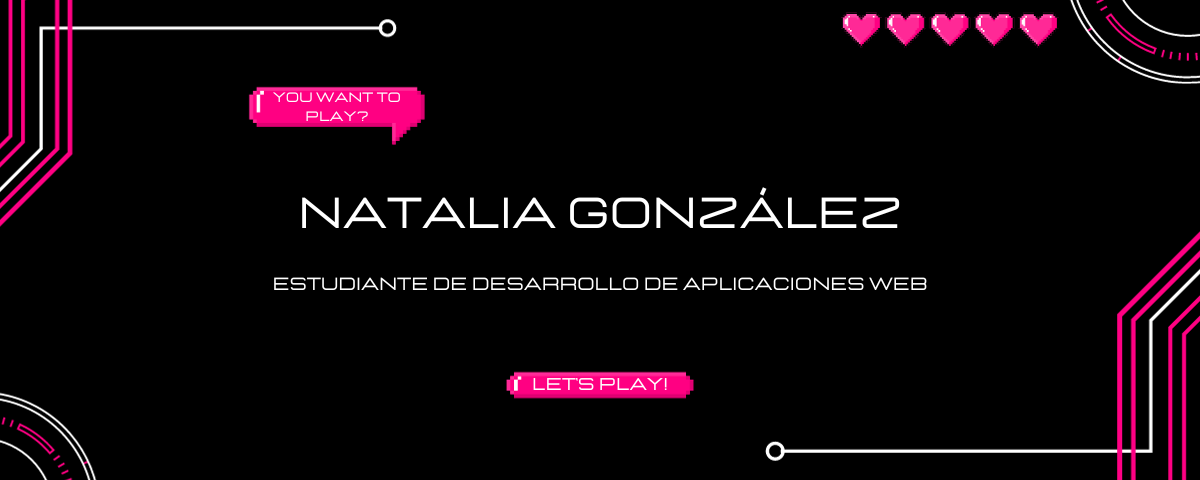 YOU WANT TO
PLAY?
NATALIA GONZÁLEZ
ESTUDIANTE DE DESARROLLO DE APLICACIONES WEB
LET'S PLAY!